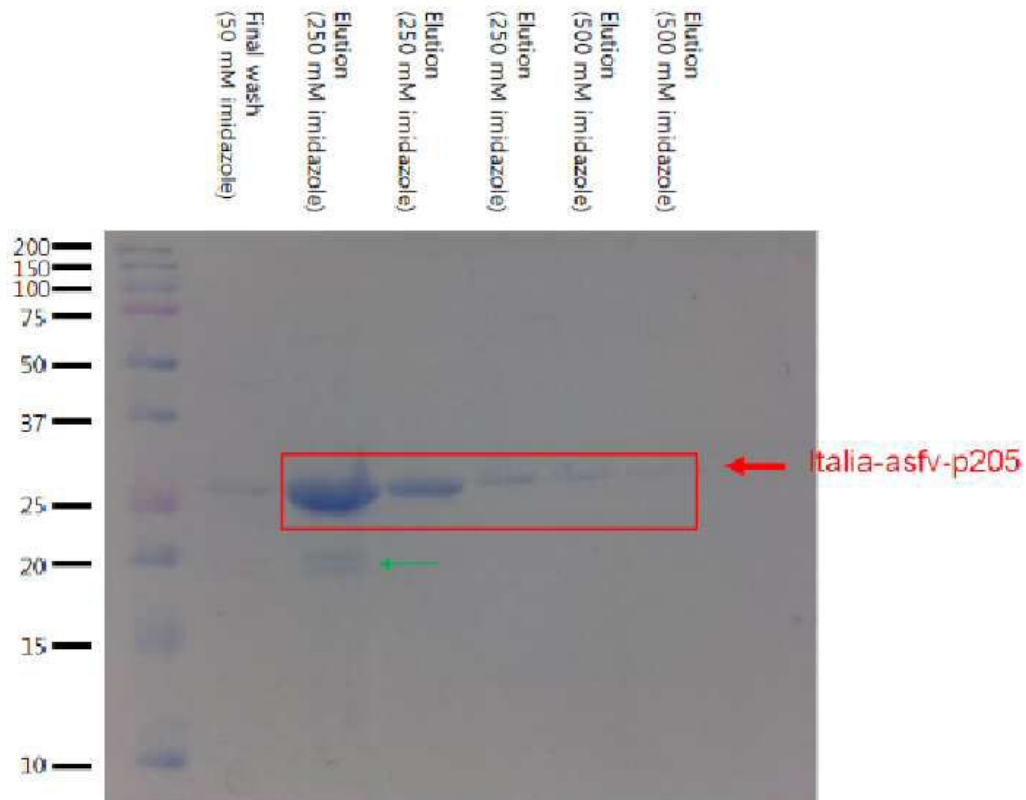 Final wash
(50 mM imidazole)
Elution
(250 mM imidazole)
Elution
(250 mM imidazole)
Elution
(250 mM imidazole)
Elution
(500 mM imidazole)
Elution
(500 mM imidazole)
200
150
100
75
50
37
25
20
15
10
Italia-asfv-p205